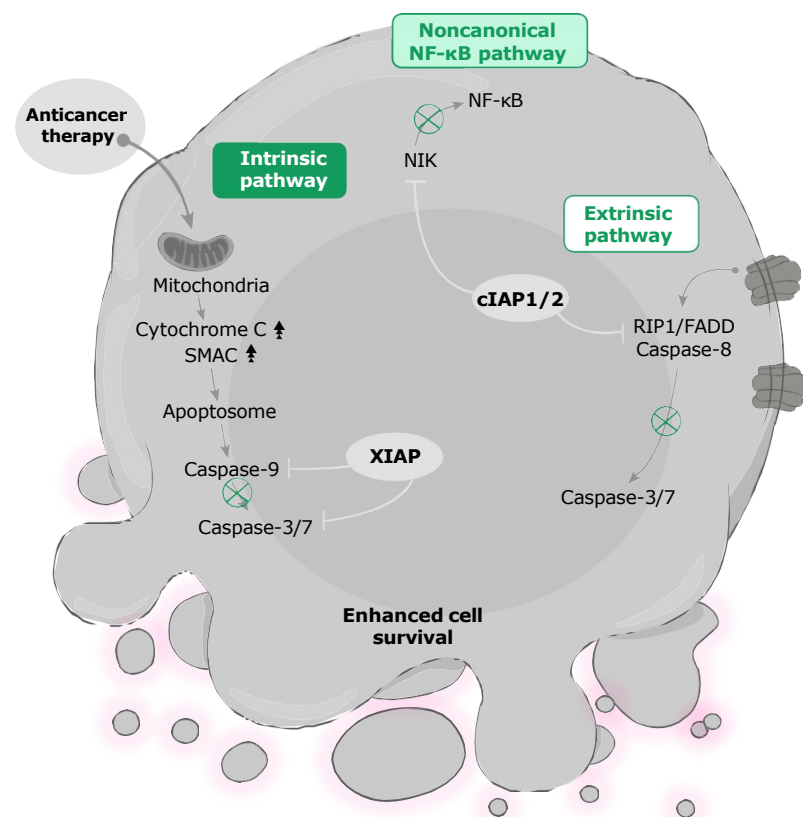 Noncanonical
NF-κB pathway
Anticancer
therapy
NF-κB
Intrinsic
pathway
NIK
Extrinsic
pathway
Mitochondria
cIAP1/2
Cytochrome C
SMAC
RIP1/FADD
Caspase-8
Apoptosome
XIAP
Caspase-9
Caspase-3/7
Caspase-3/7
Enhanced cell
survival